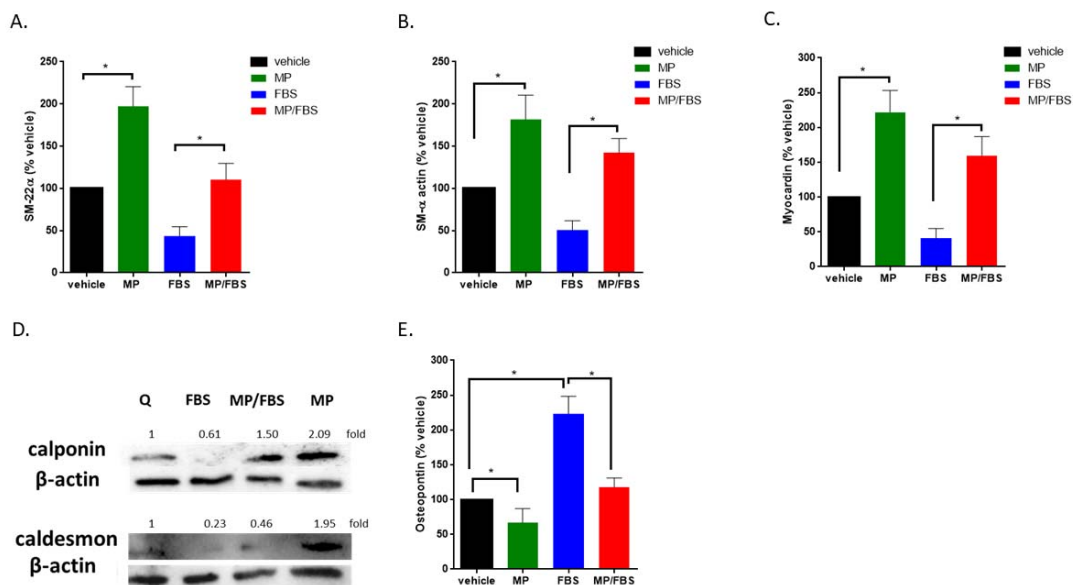 A.
vehicle
MP
FBS
MP/FBS
SM-22α (% vehicle)
250
200
150
100
50
0
*
*
vehicle MP FBS MP/FBS
B.
vehicle
MP
FBS
MP/FBS
SM-α actin (% vehicle)
250
200
150
100
50
0
*
*
vehicle MP FBS MP/FBS
C.
vehicle
MP
FBS
MP/FBS
Myocardin (% vehicle)
300
250
200
150
100
50
0
*
*
vehicle MP FBS MP/FBS
D.
Q FBS MP/FBS MP
1 0.61 1.50 2.09 fold
calponin
β-actin
1 0.23 0.46 1.95 fold
caldesmon
β-actin
E.
vehicle
MP
FBS
MP/FBS
Osteopontin (% vehicle)
300
250
200
150
100
50
0
*
*
*
vehicle MP FBS MP/FBS